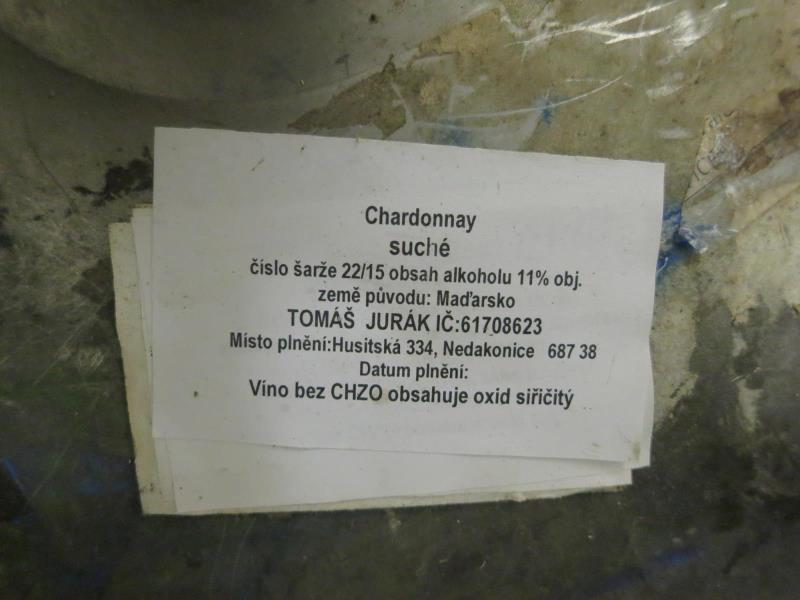 Chardonnay
suché
číslo šarže 22/15 obsah alkoholu 11% obj.
země původu: Maďarsko
TOMÁŠ JURÁK IČ:61708623
Místo plnění:Husitská 334, Nedakonice 687 38
Datum plnění:
Víno bez CHZO obsahuje oxid siřičitý